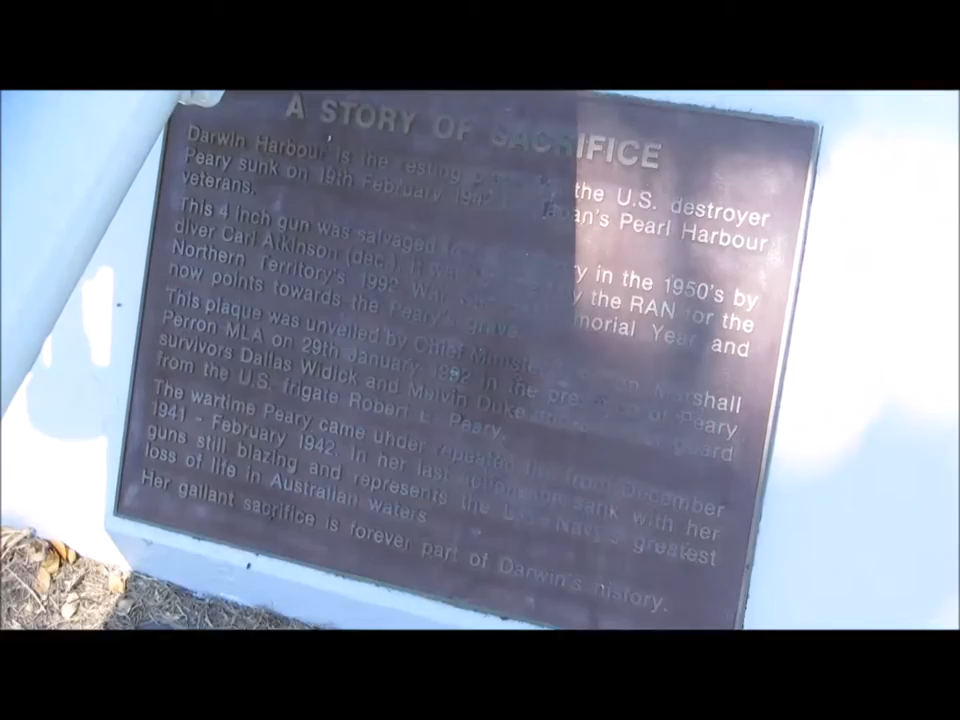 A STORY OF SACRIFICE
Darwin Harbour is the resting the U.S. destroyer
Peary sunk on 19th February 1942 Japan's Pearl Harbour
veterans.
This 4 inch gun was salvaged in the 1950's by
diver Carl Atkinson (dec.). It was by the RAN for the
Northern Territory's 1992 Memorial Year and
now points towards the Peary's grave.
This plaque was unveiled by Chief Minister Marshall
Perron MLA on 29th January 1992 in the presence of Peary
survivors Dallas Widick and Melvin Duke guard
from the U.S. frigate Robert E. Peary.
The wartime Peary came under repeated from December
1941 - February 1942. In her last sank with her
guns still blazing and represents the U.S. Navy's greatest
loss of life in Australian waters.
Her gallant sacrifice is forever part of Darwin's history.